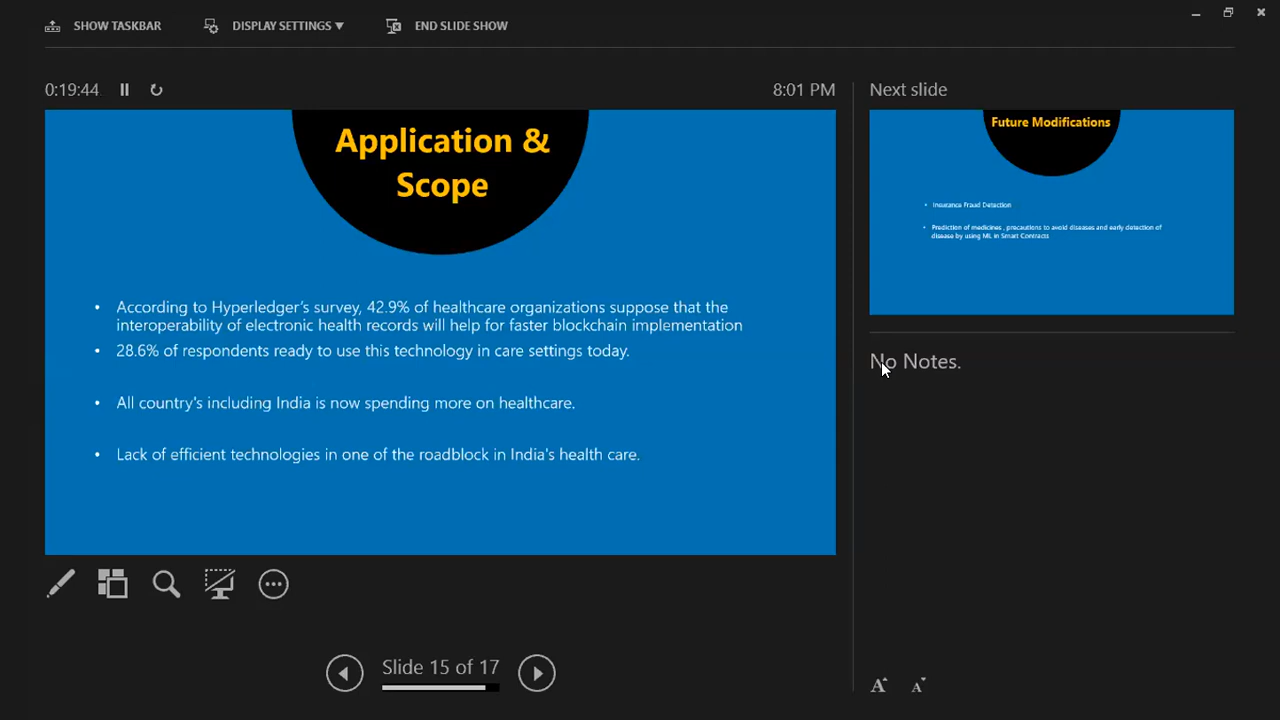 SHOW TASKBAR
DISPLAY SETTINGS ▼
END SLIDE SHOW
0:19:44
8:01 PM
Application &
Scope
• According to Hyperledger's survey, 42.9% of healthcare organizations suppose that the
interoperability of electronic health records will help for faster blockchain implementation
• 28.6% of respondents ready to use this technology in care settings today.
• All country's including India is now spending more on healthcare.
• Lack of efficient technologies in one of the roadblock in India's health care.
Slide 15 of 17
Next slide
Future Modifications
• Insurance Fraud Detection
• Prediction of medicines , precautions to avoid diseases and early detection of
disease by using ML in Smart Contracts
No Notes.
A
A